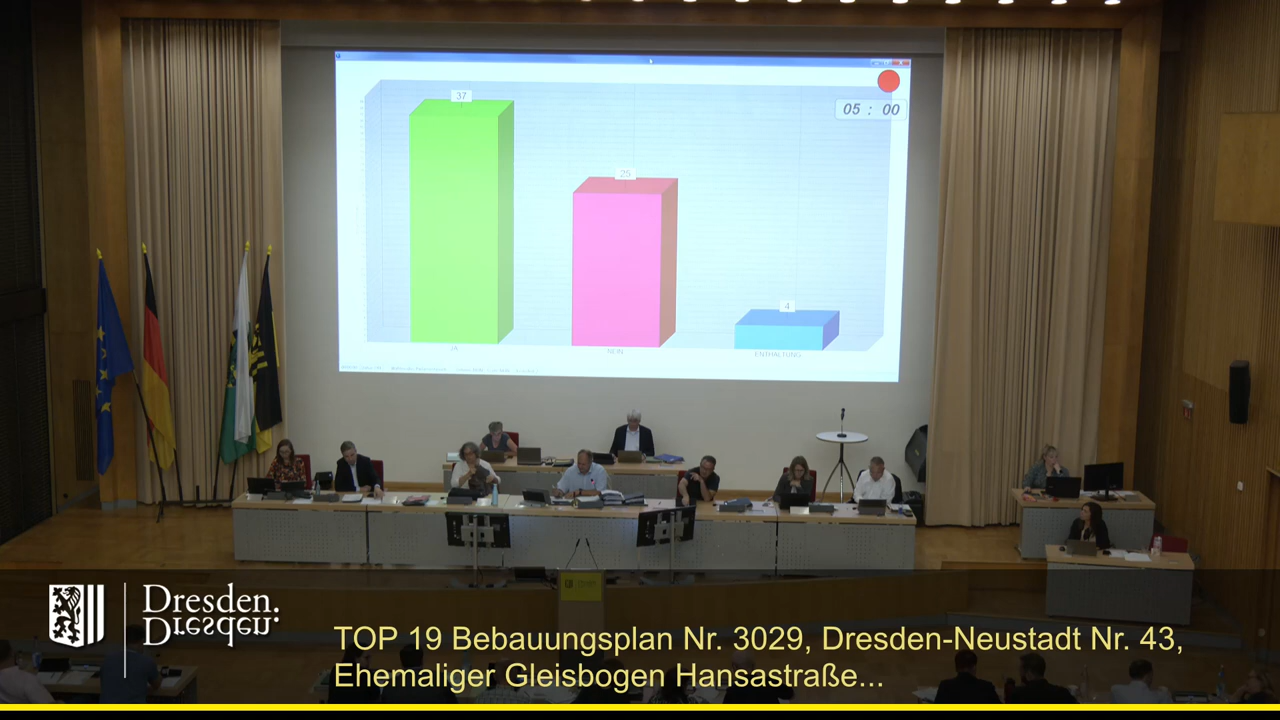 37
05 : 00
25
4
JA
NEIN
ENTHALTUNG
Dresden.
Dresden.
TOP 19 Bebauungsplan Nr. 3029, Dresden-Neustadt Nr. 43,
Ehemaliger Gleisbogen Hansastraße...